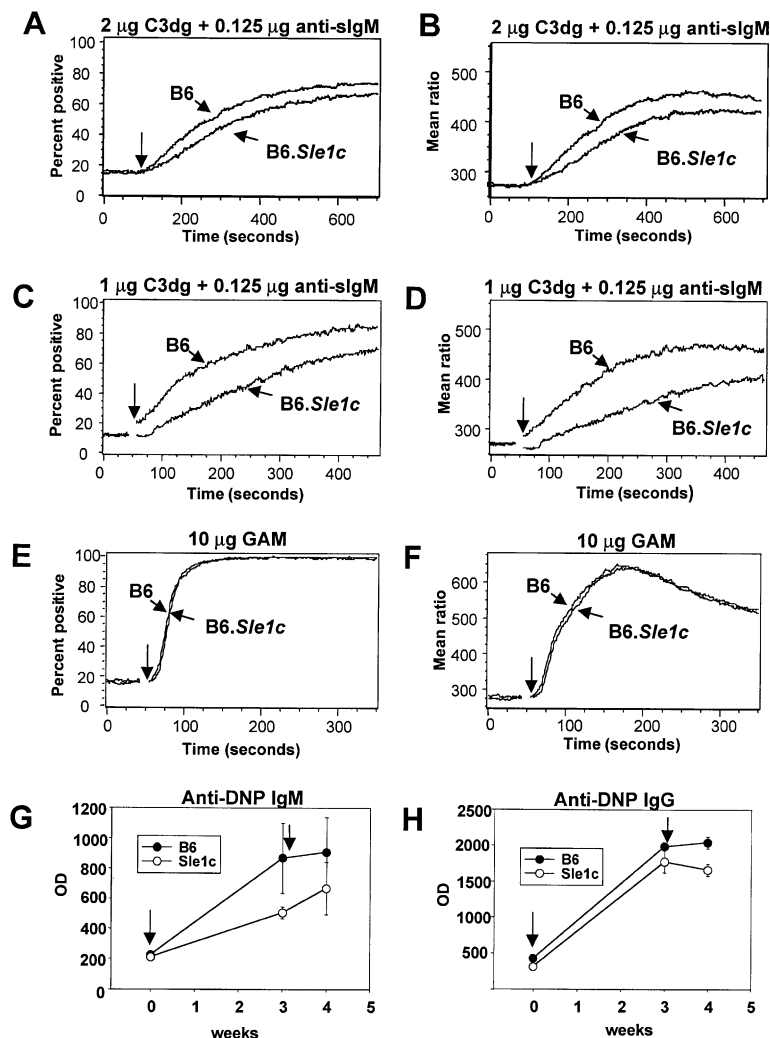 A
2 µg C3dg + 0.125 µg anti-sIgM
Percent positive
100
80
60
40
20
0
B6
B6.Sle1c
0 200 400 600
Time (seconds)
B
2 µg C3dg + 0.125 µg anti-sIgM
Mean ratio
500
400
300
B6
B6.Sle1c
0 200 400 600
Time (seconds)
C
1 µg C3dg + 0.125 µg anti-sIgM
Percent positive
100
80
60
40
20
0
B6
B6.Sle1c
0 100 200 300 400
Time (seconds)
D
1 µg C3dg + 0.125 µg anti-sIgM
Mean ratio
500
400
300
B6
B6.Sle1c
0 100 200 300 400
Time (seconds)
E
10 µg GAM
Percent positive
100
80
60
40
20
0
B6
B6.Sle1c
0 100 200 300
Time (seconds)
F
10 µg GAM
Mean ratio
600
500
400
300
B6
B6.Sle1c
0 100 200 300
Time (seconds)
G
Anti-DNP IgM
OD
1200
1000
800
600
400
200
0
B6
Sle1c
0 1 2 3 4 5
weeks
H
Anti-DNP IgG
OD
2500
2000
1500
1000
500
B6
Sle1c
0 1 2 3 4 5
weeks